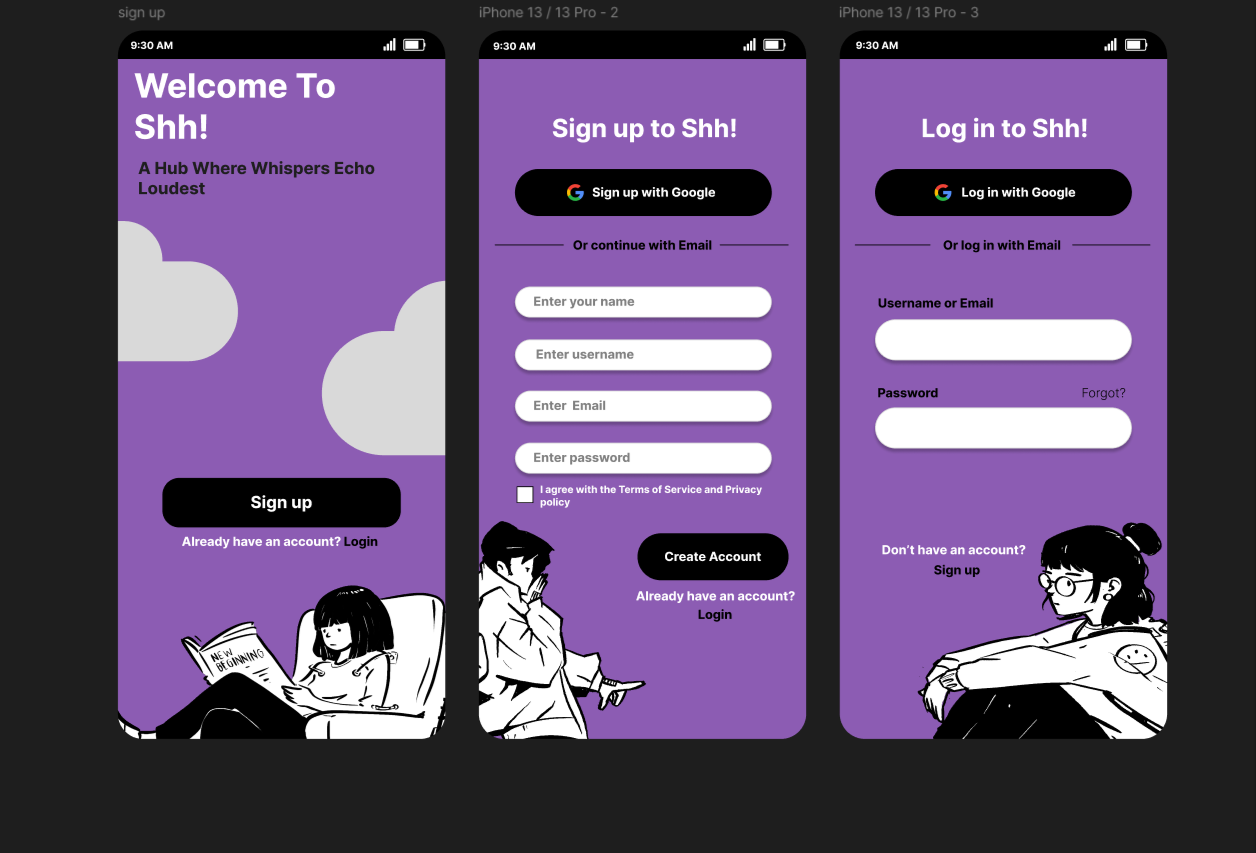 sign up
9:30 AM
Welcome To
Shh!
A Hub Where Whispers Echo
Loudest
Sign up
Already have an account? Login
NEW
BEGINNING
iPhone 13 / 13 Pro - 2
9:30 AM
Sign up to Shh!
Sign up with Google
Or continue with Email
Enter your name
Enter username
Enter Email
Enter password
I agree with the Terms of Service and Privacy
policy
Create Account
Already have an account?
Login
iPhone 13 / 13 Pro - 3
9:30 AM
Log in to Shh!
Log in with Google
Or log in with Email
Username or Email
Password Forgot?
Don't have an account?
Sign up